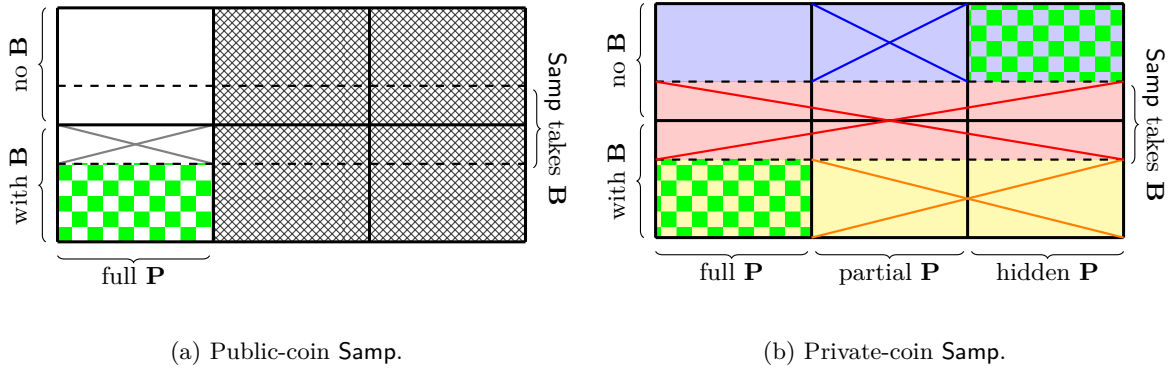 no B
with B
Samp takes B
full P
(a) Public-coin Samp.
no B
with B
Samp takes B
full P
partial P
hidden P
(b) Private-coin Samp.